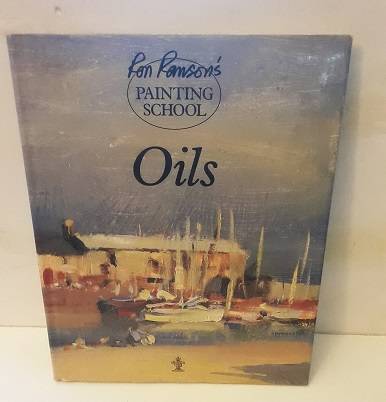 Ron Ranson's
PAINTING
SCHOOL
Oils